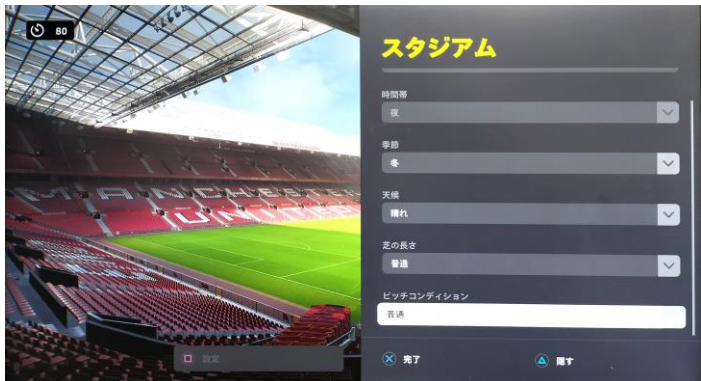 80
スタジアム
時間帯
夜
季節
冬
天候
晴れ
芝の長さ
普通
ピッチコンディション
普通
MANCHESTE
UNITED
設定
完了
隠す